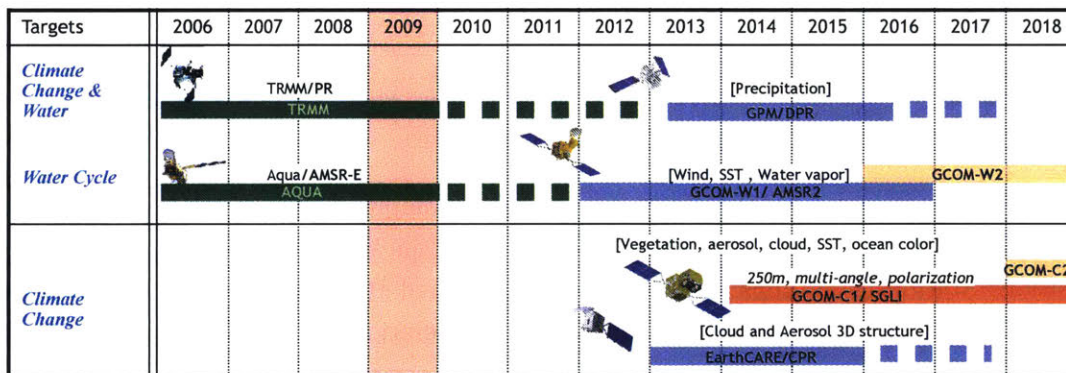 Targets 2006 2007 2008 2009 2010 2011 2012 2013 2014 2015 2016 2017 2018
Climate
Change &
Water
TRMM/PR
TRMM
[Precipitation]
GPM/DPR
Water Cycle
Aqua/AMSR-E
AQUA
[Wind, SST , Water vapor]
GCOM-W1/ AMSR2
GCOM-W2
Climate
Change
[Vegetation, aerosol, cloud, SST, ocean color]
GCOM-C2
250m, multi-angle, polarization
GCOM-C1/ SGLI
[Cloud and Aerosol 3D structure]
EarthCARE/CPR